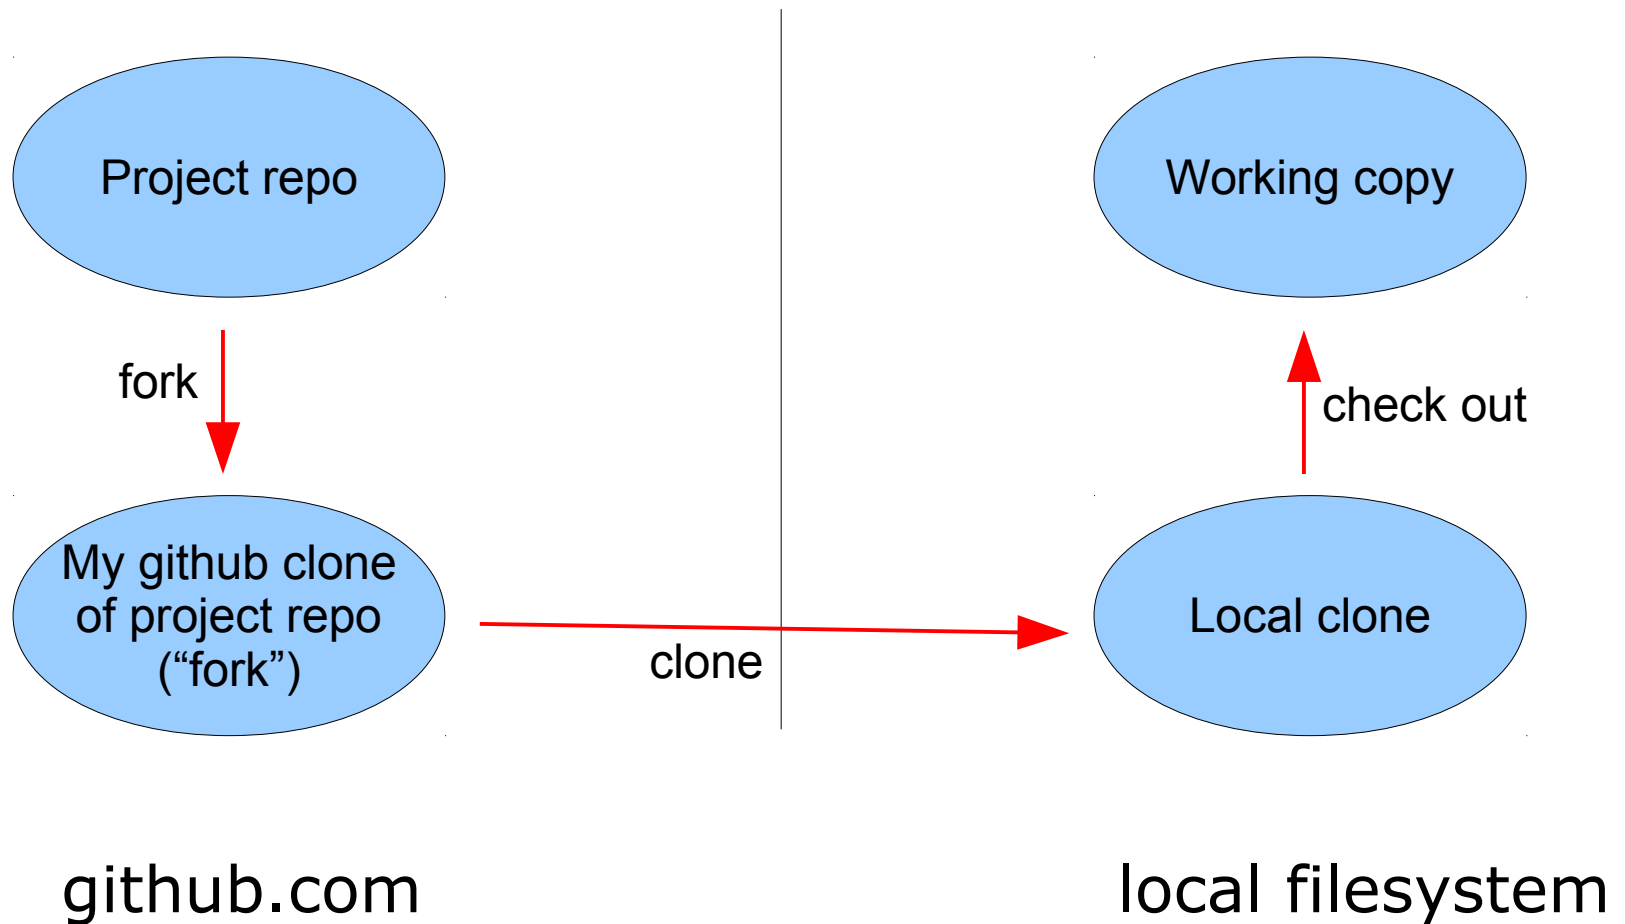 Project repo
Working copy
fork
check out
My github clone
of project repo
(“fork”)
Local clone
clone
github.com
local filesystem